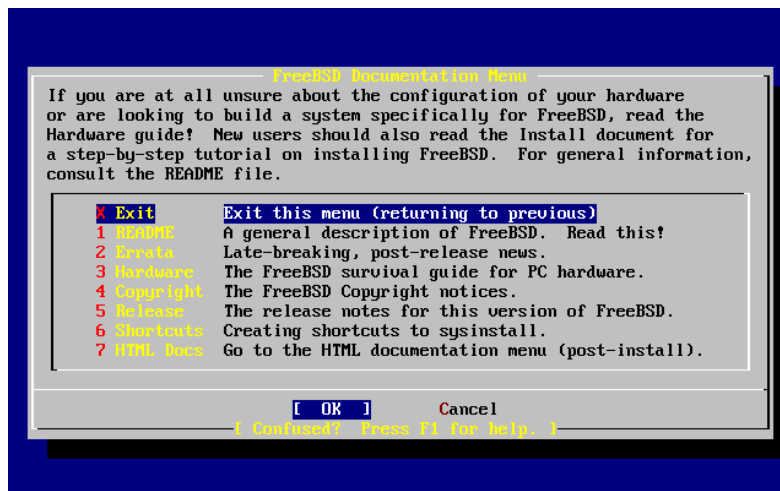 FreeBSD Documentation Menu
If you are at all unsure about the configuration of your hardware
or are looking to build a system specifically for FreeBSD, read the
Hardware guide!  New users should also read the Install document for
a step-by-step tutorial on installing FreeBSD.  For general information,
consult the README file.
X Exit Exit this menu (returning to previous)
1 README A general description of FreeBSD.  Read this!
2 Errata Late-breaking, post-release news.
3 Hardware The FreeBSD survival guide for PC hardware.
4 Copyright The FreeBSD Copyright notices.
5 Release The release notes for this version of FreeBSD.
6 Shortcuts Creating shortcuts to sysinstall.
7 HTML Docs Go to the HTML documentation menu (post-install).
[ OK ] Cancel
[ Confused?  Press F1 for help. ]